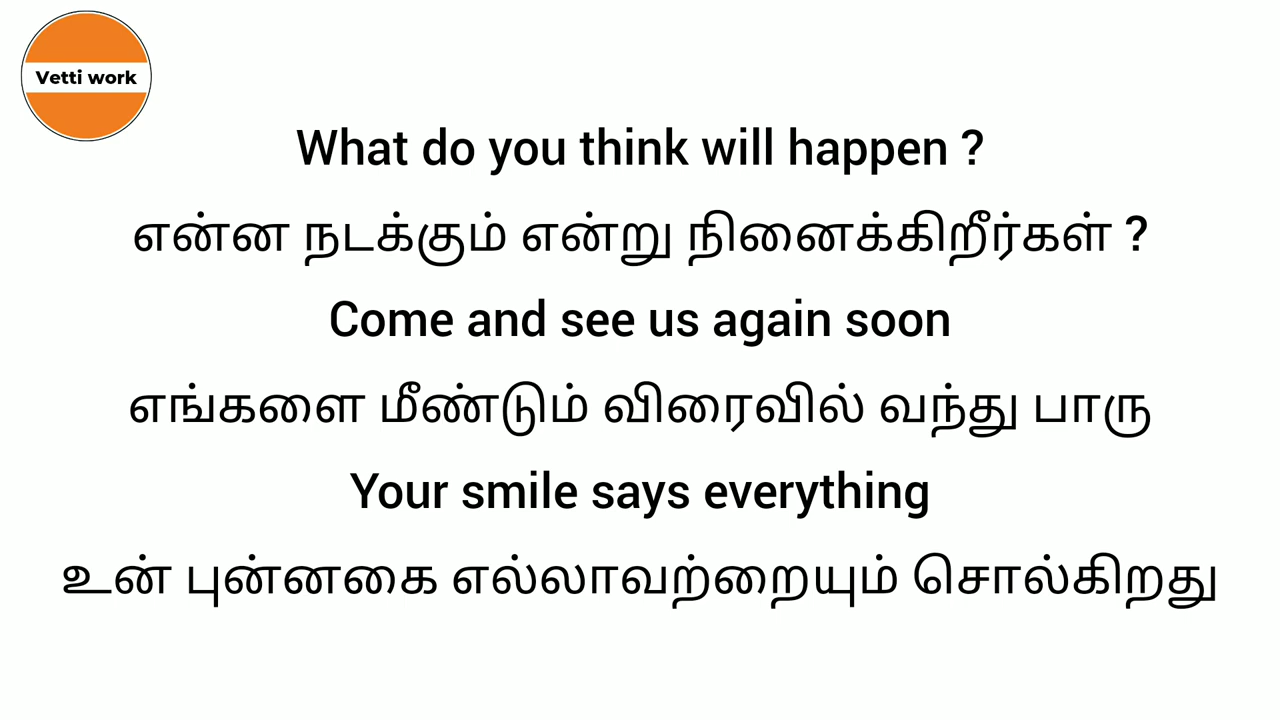 Vetti work
What do you think will happen ?
என்ன நடக்கும் என்று நினைக்கிறீர்கள் ?
Come and see us again soon
எங்களை மீண்டும் விரைவில் வந்து பாரு
Your smile says everything
உன் புன்னகை எல்லாவற்றையும் சொல்கிறது